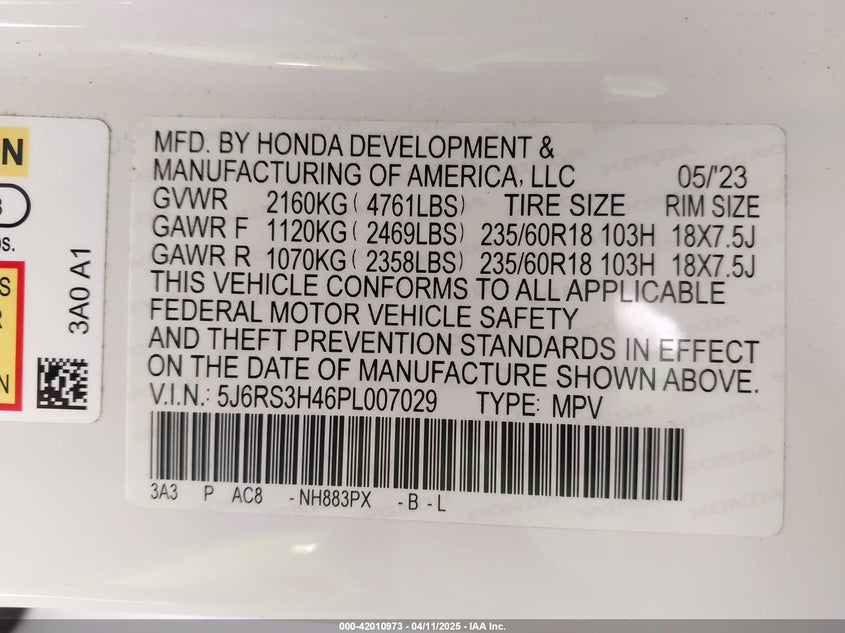 N
3
os.
S
R
N
3A0 A1
MFD. BY HONDA DEVELOPMENT &
MANUFACTURING OF AMERICA, LLC 05/'23
GVWR 2160KG(4761LBS) TIRE SIZE RIM SIZE
GAWR F 1120KG(2469LBS) 235/60R18 103H 18X7.5J
GAWR R 1070KG(2358LBS) 235/60R18 103H 18X7.5J
THIS VEHICLE CONFORMS TO ALL APPLICABLE
FEDERAL MOTOR VEHICLE SAFETY
AND THEFT PREVENTION STANDARDS IN EFFECT
ON THE DATE OF MANUFACTURE SHOWN ABOVE.
V.I.N.: 5J6RS3H46PL007029 TYPE: MPV
3A3 P AC8 -NH883PX -B-L
000-42010973 - 04/11/2025 - IAA Inc.